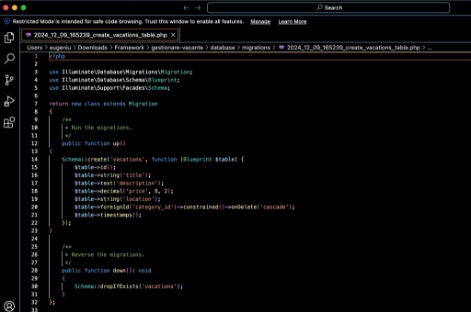 Search
Restricted Mode is intended for safe code browsing. Trust this window to enable all features. Manage Learn More
2024_12_09_165239_create_vacations_table.php ×
Users > eugeniu > Downloads > Framework > gestionare-vacante > database > migrations > 2024_12_09_165239_create_vacations_table.php > ...
1 <?php
2
3 use Illuminate\Database\Migrations\Migration;
4 use Illuminate\Database\Schema\Blueprint;
5 use Illuminate\Support\Facades\Schema;
6
7 return new class extends Migration
8 {
9 /**
10 * Run the migrations.
11 */
12 public function up()
13 {
14 Schema::create('vacations', function (Blueprint $table) {
15 $table->id();
16 $table->string('title');
17 $table->text('description');
18 $table->decimal('price', 8, 2);
19 $table->string('location');
20 $table->foreignId('category_id')->constrained()->onDelete('cascade');
21 $table->timestamps();
22 });
23 }
24
25 /**
26 * Reverse the migrations.
27 */
28 public function down(): void
29 {
30 Schema::dropIfExists('vacations');
31 }
32 };
33